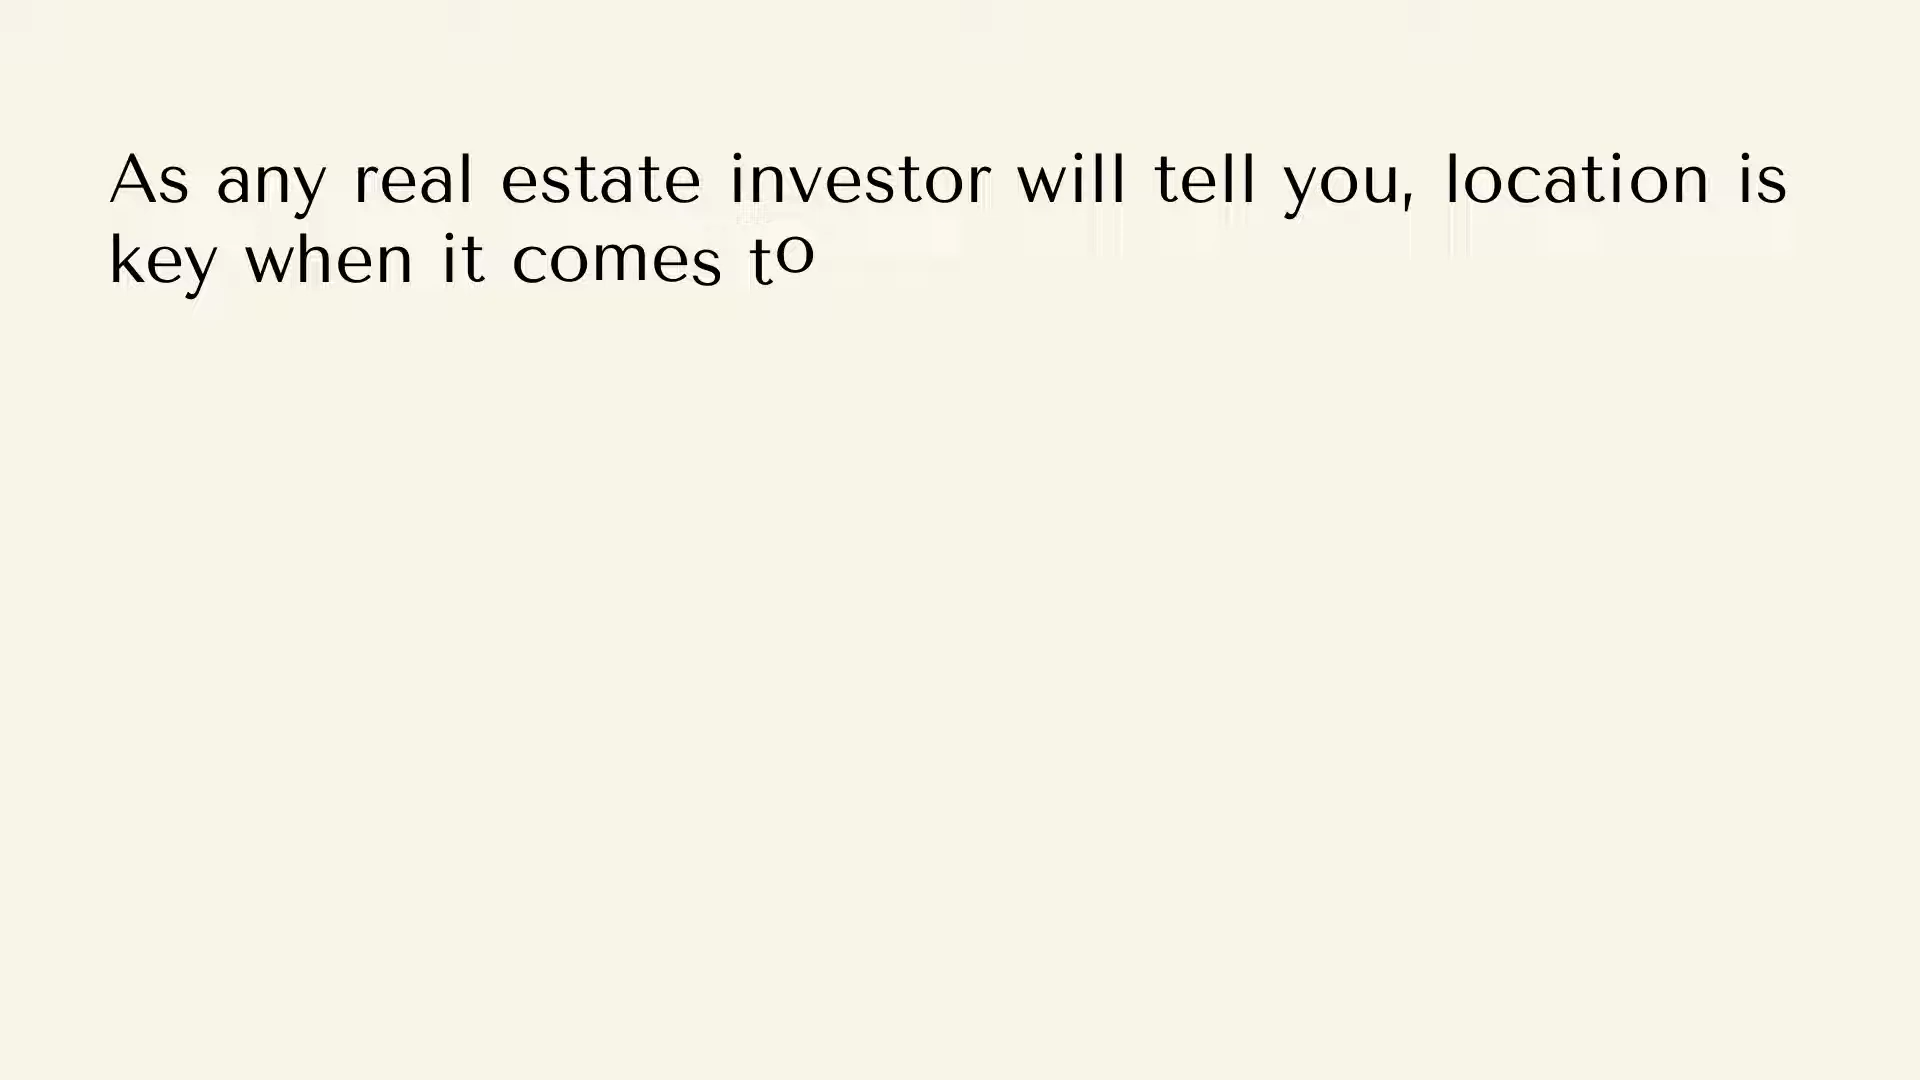 As any real estate investor will tell you, location is
key when it comes to